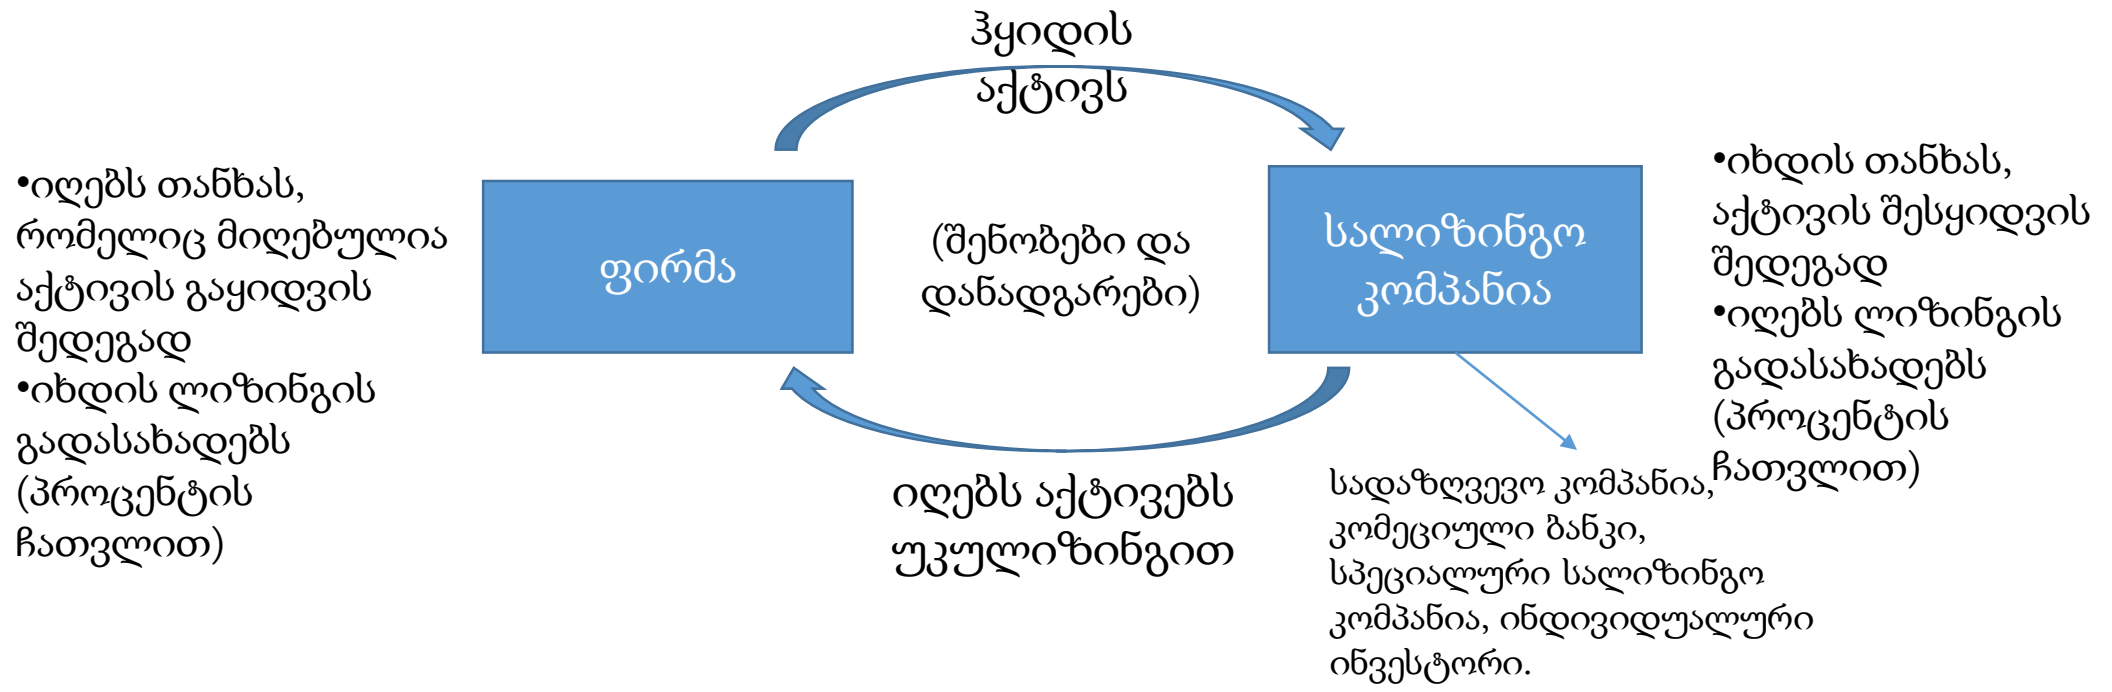 ჰყიდის
აქტივს
•იღებს თანხას,
რომელიც მიღებულია
აქტივის გაყიდვის
შედეგად
•იხდის ლიზინგის
გადასახადებს
(პროცენტის
ჩათვლით)
ფირმა
(შენობები და
დანადგარები)
სალიზინგო
კომპანია
•იხდის თანხას,
აქტივის შესყიდვის
შედეგად
•იღებს ლიზინგის
გადასახადებს
(პროცენტის
ჩათვლით)
იღებს აქტივებს
უკულიზინგით
სადაზღვევო კომპანია,
კომეციული ბანკი,
სპეციალური სალიზინგო
კომპანია, ინდივიდუალური
ინვესტორი.